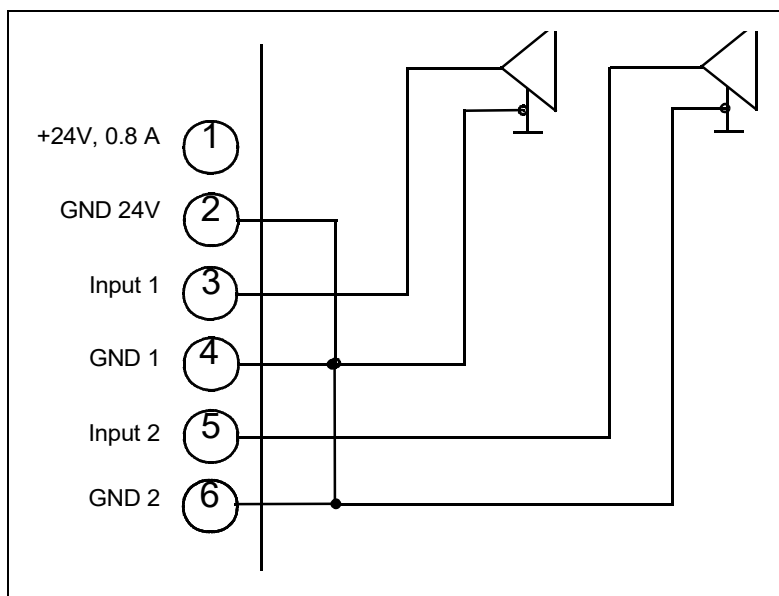 +24V, 0.8 A 1
GND 24V 2
Input 1 3
GND 1 4
Input 2 5
GND 2 6